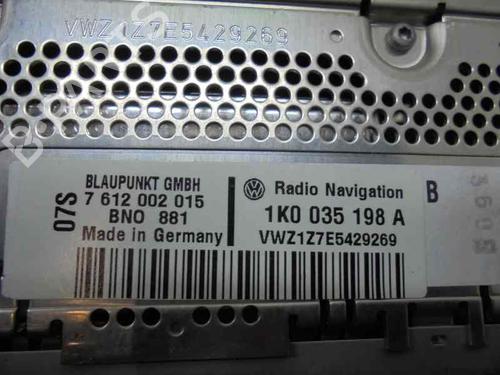 VWZ1Z7E5429269
07S
BLAUPUNKT GMBH
7 612 002 015
BNO 881
Made in Germany
Radio Navigation
1K0 035 198 A
VWZ1Z7E5429269
B